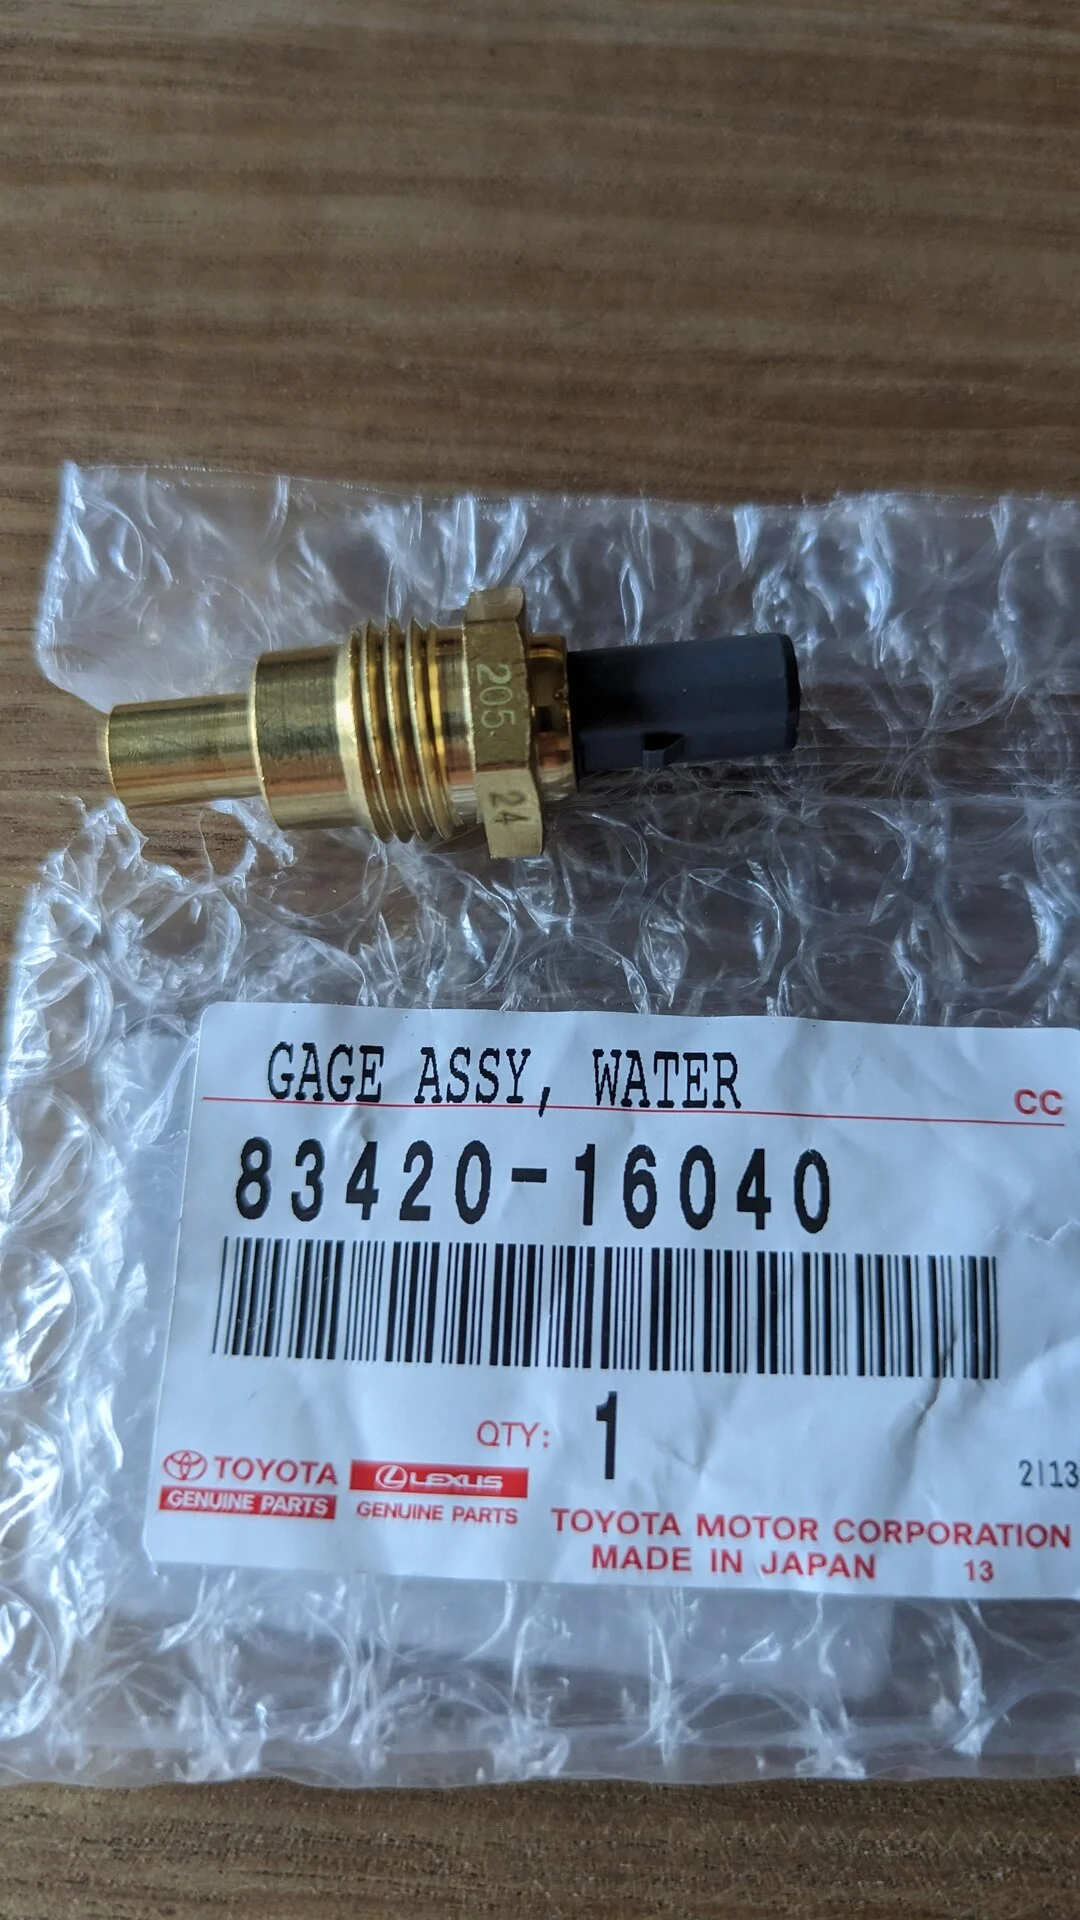 205
24
GAGE ASSY, WATER
CC
83420-16040
QTY: 1
TOYOTA
GENUINE PARTS
LEXUS
GENUINE PARTS
2113
TOYOTA MOTOR CORPORATION
MADE IN JAPAN 13